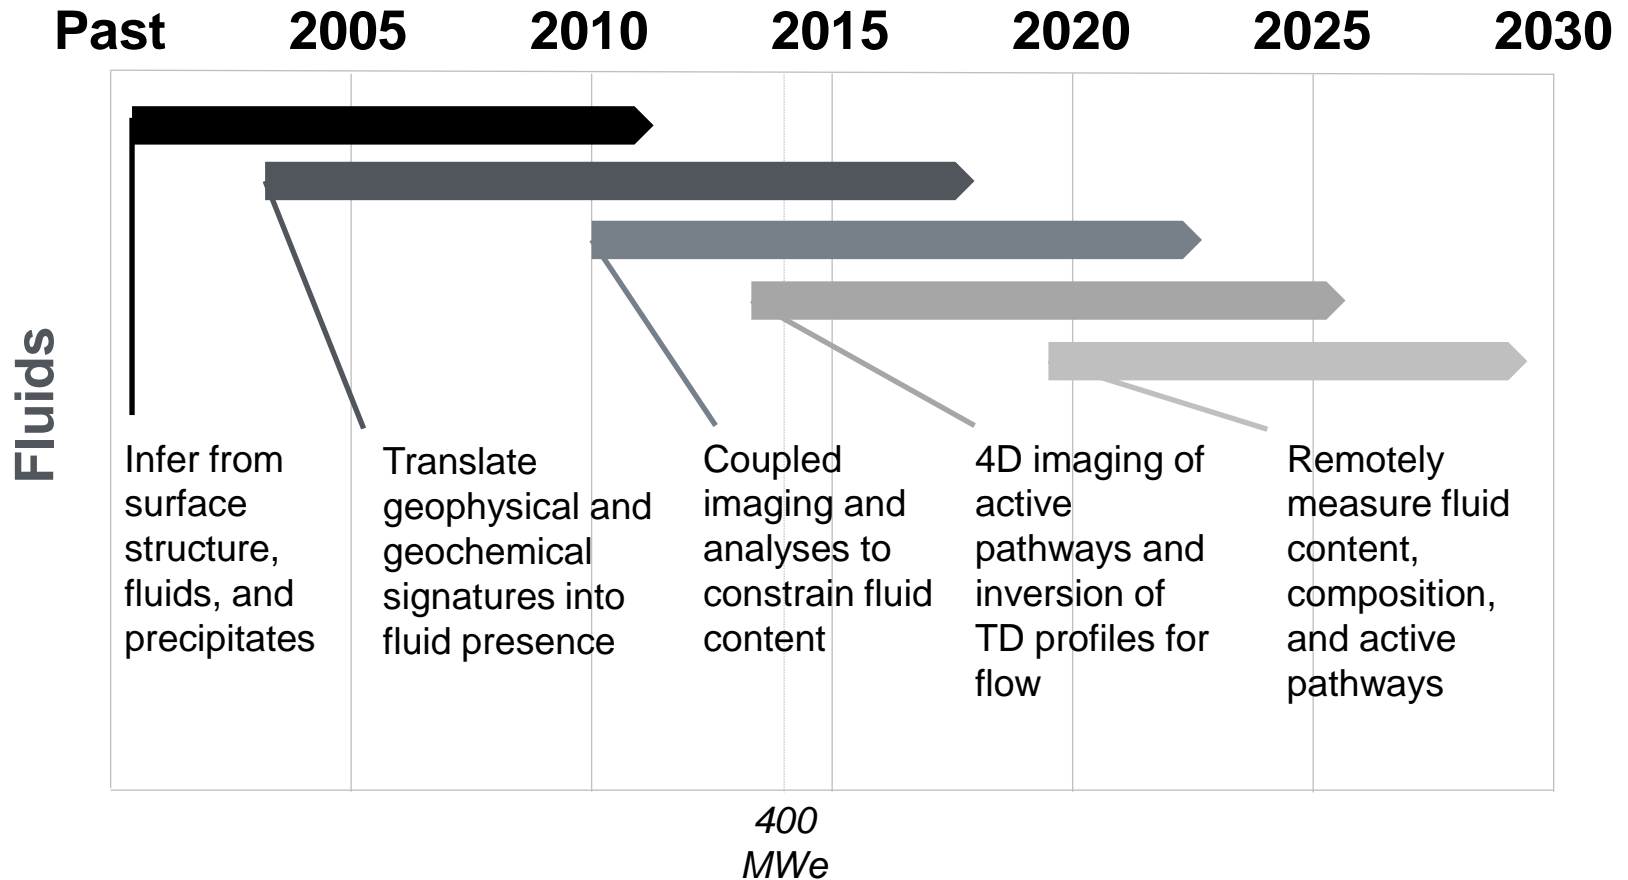 Past 2005 2010 2015 2020 2025 2030
Fluids
Infer from
surface
structure,
fluids, and
precipitates
Translate
geophysical and
geochemical
signatures into
fluid presence
Coupled
imaging and
analyses to
constrain fluid
content
4D imaging of
active
pathways and
inversion of
TD profiles for
flow
Remotely
measure fluid
content,
composition,
and active
pathways
400
MWe